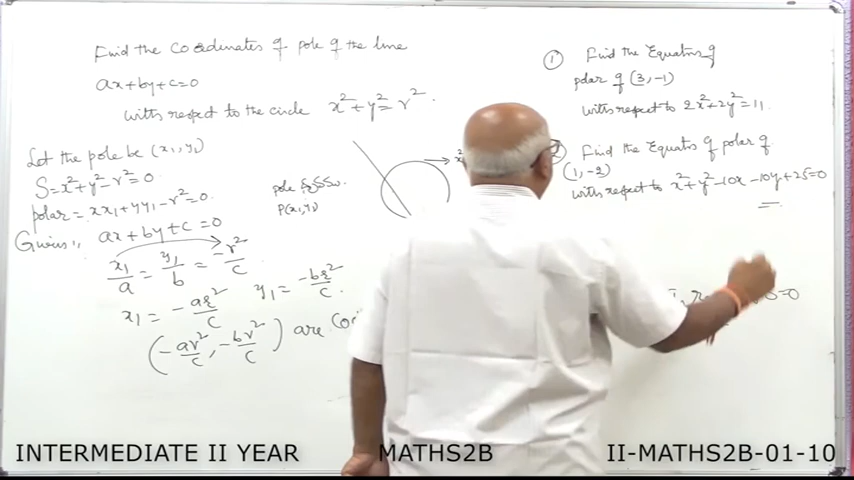 Find the Coordinates of pole of the line
ax+by+c=0
with respect to the circle x²+y²=r².
Let the pole be (x₁,y₁)
S=x²+y²-r²=0
polar = xx₁+yy₁-r²=0.
Given, ax+by+c=0
x₁/a = y₁/b = -r²/c
x₁ = -ar²/c y₁ = -br²/c
(-ar²/c, -br²/c) are
P(x₁,y₁)
① Find the Equation of
polar of (3,-1)
with respect to 2x²+2y²=11.
Find the Equation of polar of
(1,-2)
with respect to x²+y²-10x-10y+25=0
=0
INTERMEDIATE II YEAR
MATHS2B
II-MATHS2B-01-10